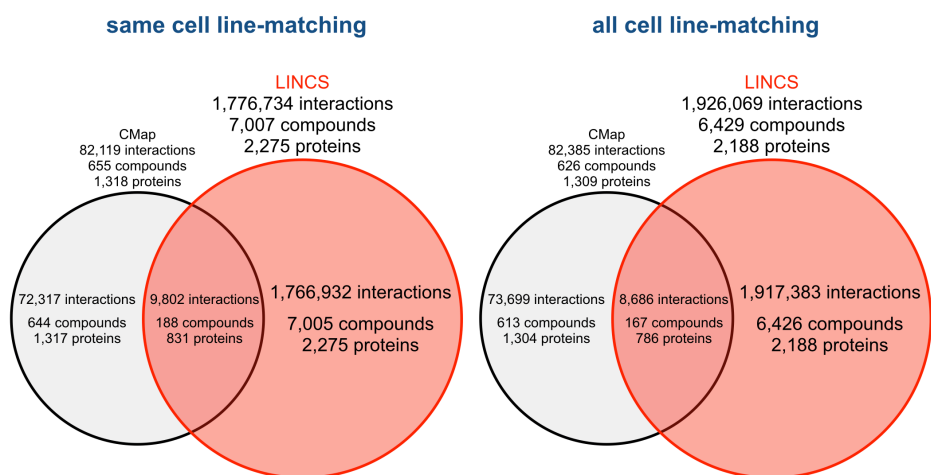 same cell line-matching
LINCS
1,776,734 interactions
7,007 compounds
2,275 proteins
CMap
82,119 interactions
655 compounds
1,318 proteins
72,317 interactions
644 compounds
1,317 proteins
9,802 interactions
188 compounds
831 proteins
1,766,932 interactions
7,005 compounds
2,275 proteins
all cell line-matching
LINCS
1,926,069 interactions
6,429 compounds
2,188 proteins
CMap
82,385 interactions
626 compounds
1,309 proteins
73,699 interactions
613 compounds
1,304 proteins
8,686 interactions
167 compounds
786 proteins
1,917,383 interactions
6,426 compounds
2,188 proteins